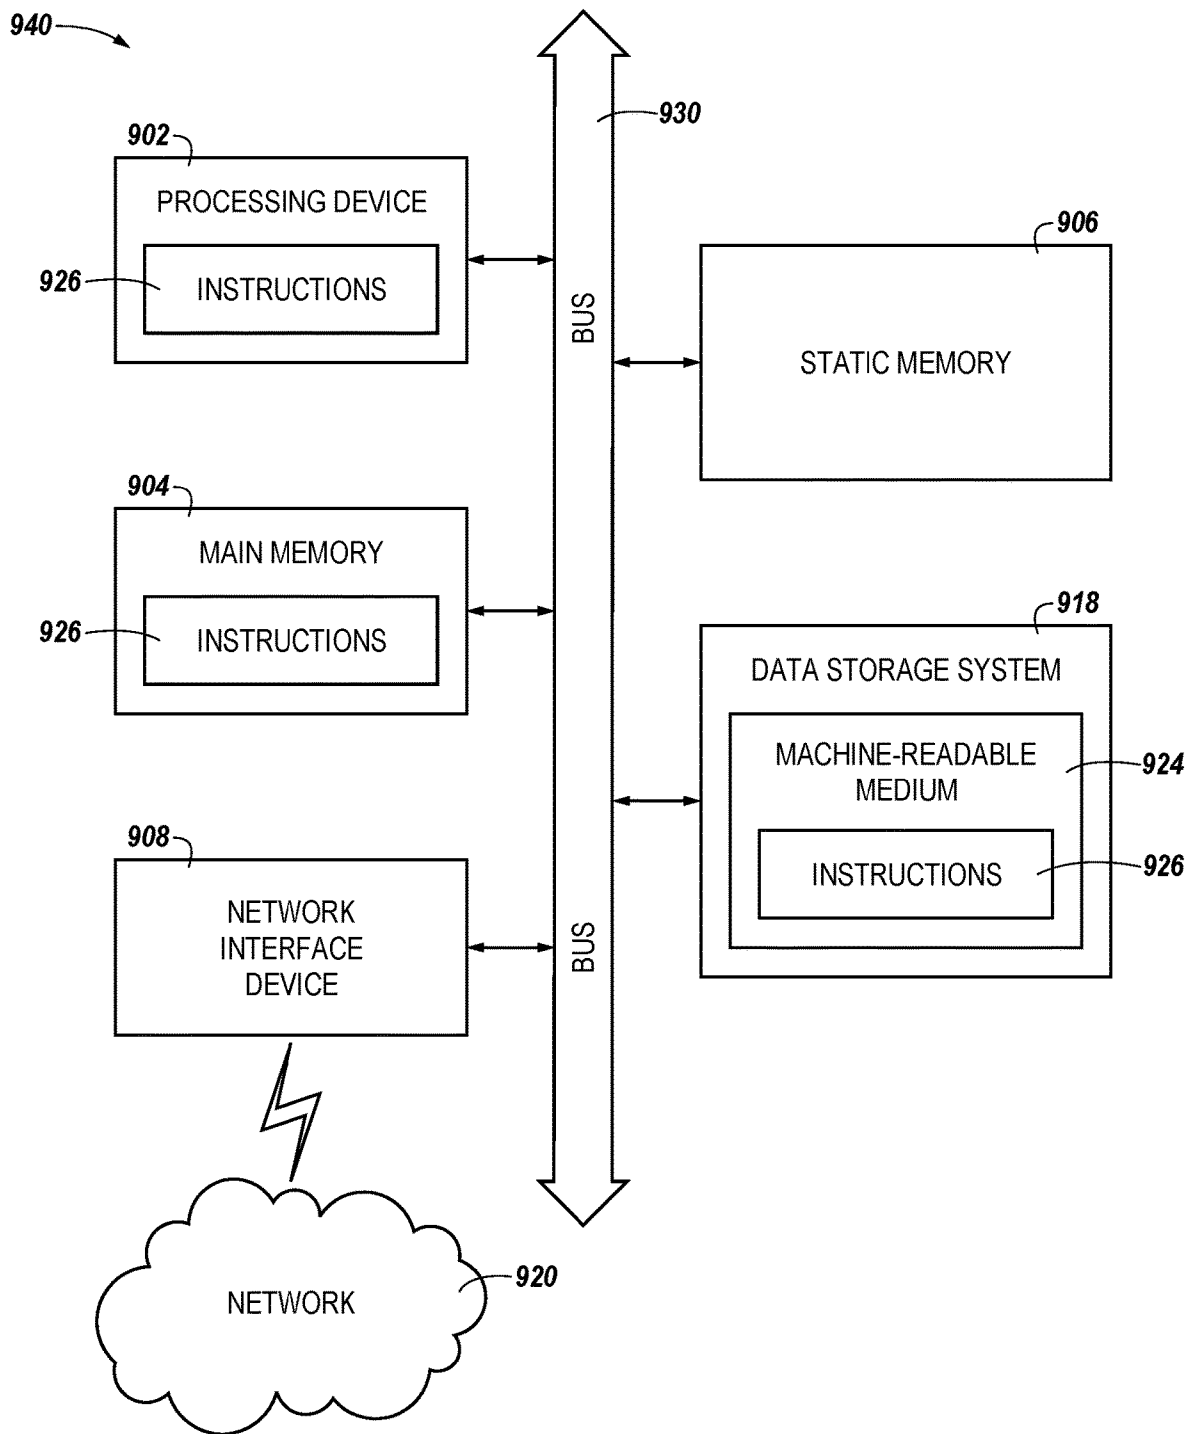 940
930
902
PROCESSING DEVICE
926
INSTRUCTIONS
BUS
906
STATIC MEMORY
904
MAIN MEMORY
926
INSTRUCTIONS
918
DATA STORAGE SYSTEM
MACHINE-READABLE
MEDIUM
924
INSTRUCTIONS
926
908
NETWORK
INTERFACE
DEVICE
BUS
920
NETWORK